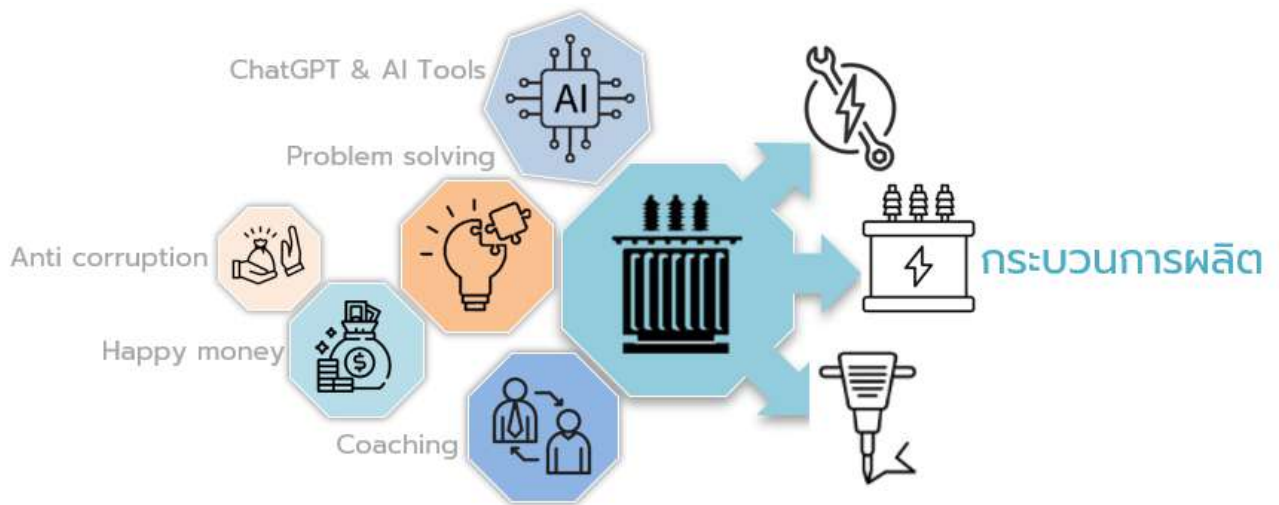 ChatGPT & AI Tools
AI
Problem solving
Anti corruption
กระบวนการผลิต
Happy money
$
Coaching